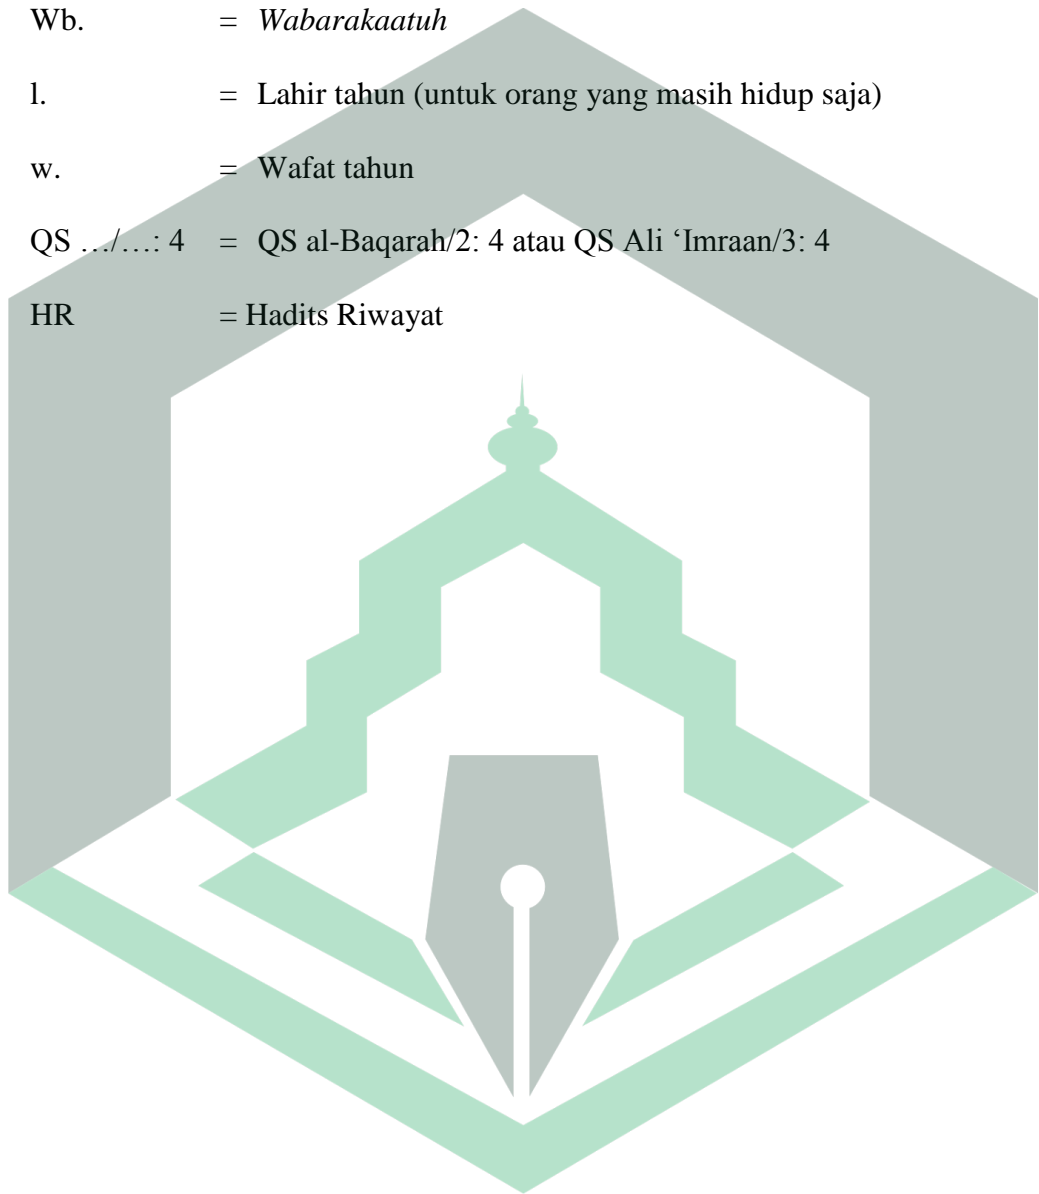 Wb. = Wabarakaatuh
l. = Lahir tahun (untuk orang yang masih hidup saja)
w. = Wafat tahun
QS …/…: 4 = QS al-Baqarah/2: 4 atau QS Ali ‘Imraan/3: 4
HR = Hadits Riwayat